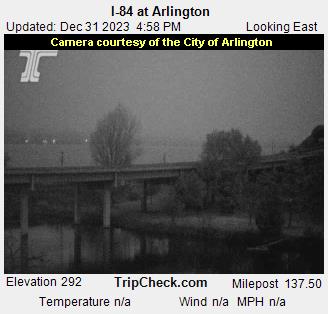 I-84 at Arlington
Updated: Dec 31 2023 4:58 PM Looking East
Camera courtesy of the City of Arlington
Elevation 292 TripCheck.com Milepost 137.50
Temperature n/a Wind n/a MPH n/a